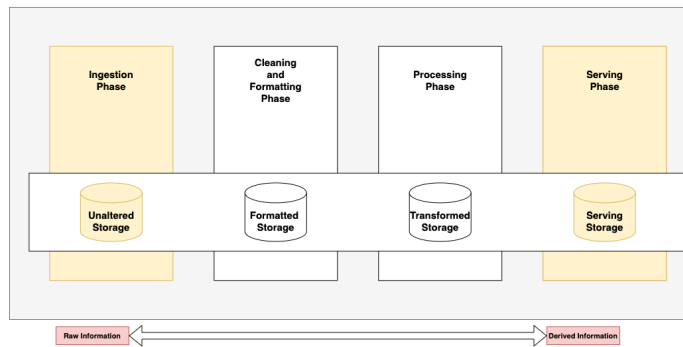 Ingestion
Phase
Cleaning
and
Formatting
Phase
Processing
Phase
Serving
Phase
Unaltered
Storage
Formatted
Storage
Transformed
Storage
Serving
Storage
Raw Information
Derived Information